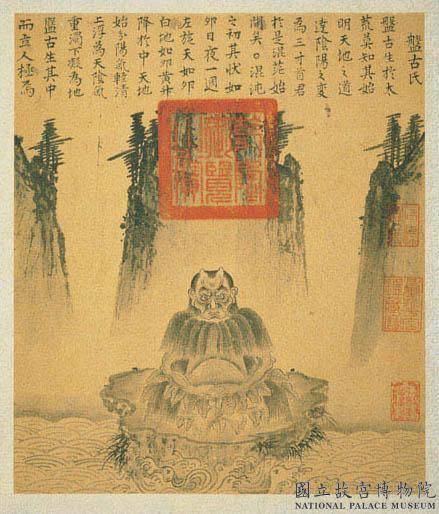 盤古氏
盤古生於太
荒莫知其始
明天地之道
達陰陽之變
為三才首君
於是混茫始
開矣○混沌
之初其狀如
卵日夜一週
左旋天如卵
白地如卵黃升
降於中天地
始分陽氣輕清
上浮為天陰氣
重濁下凝為地
盤古生其中
而立人極焉
國立故宮博物院
NATIONAL PALACE MUSEUM